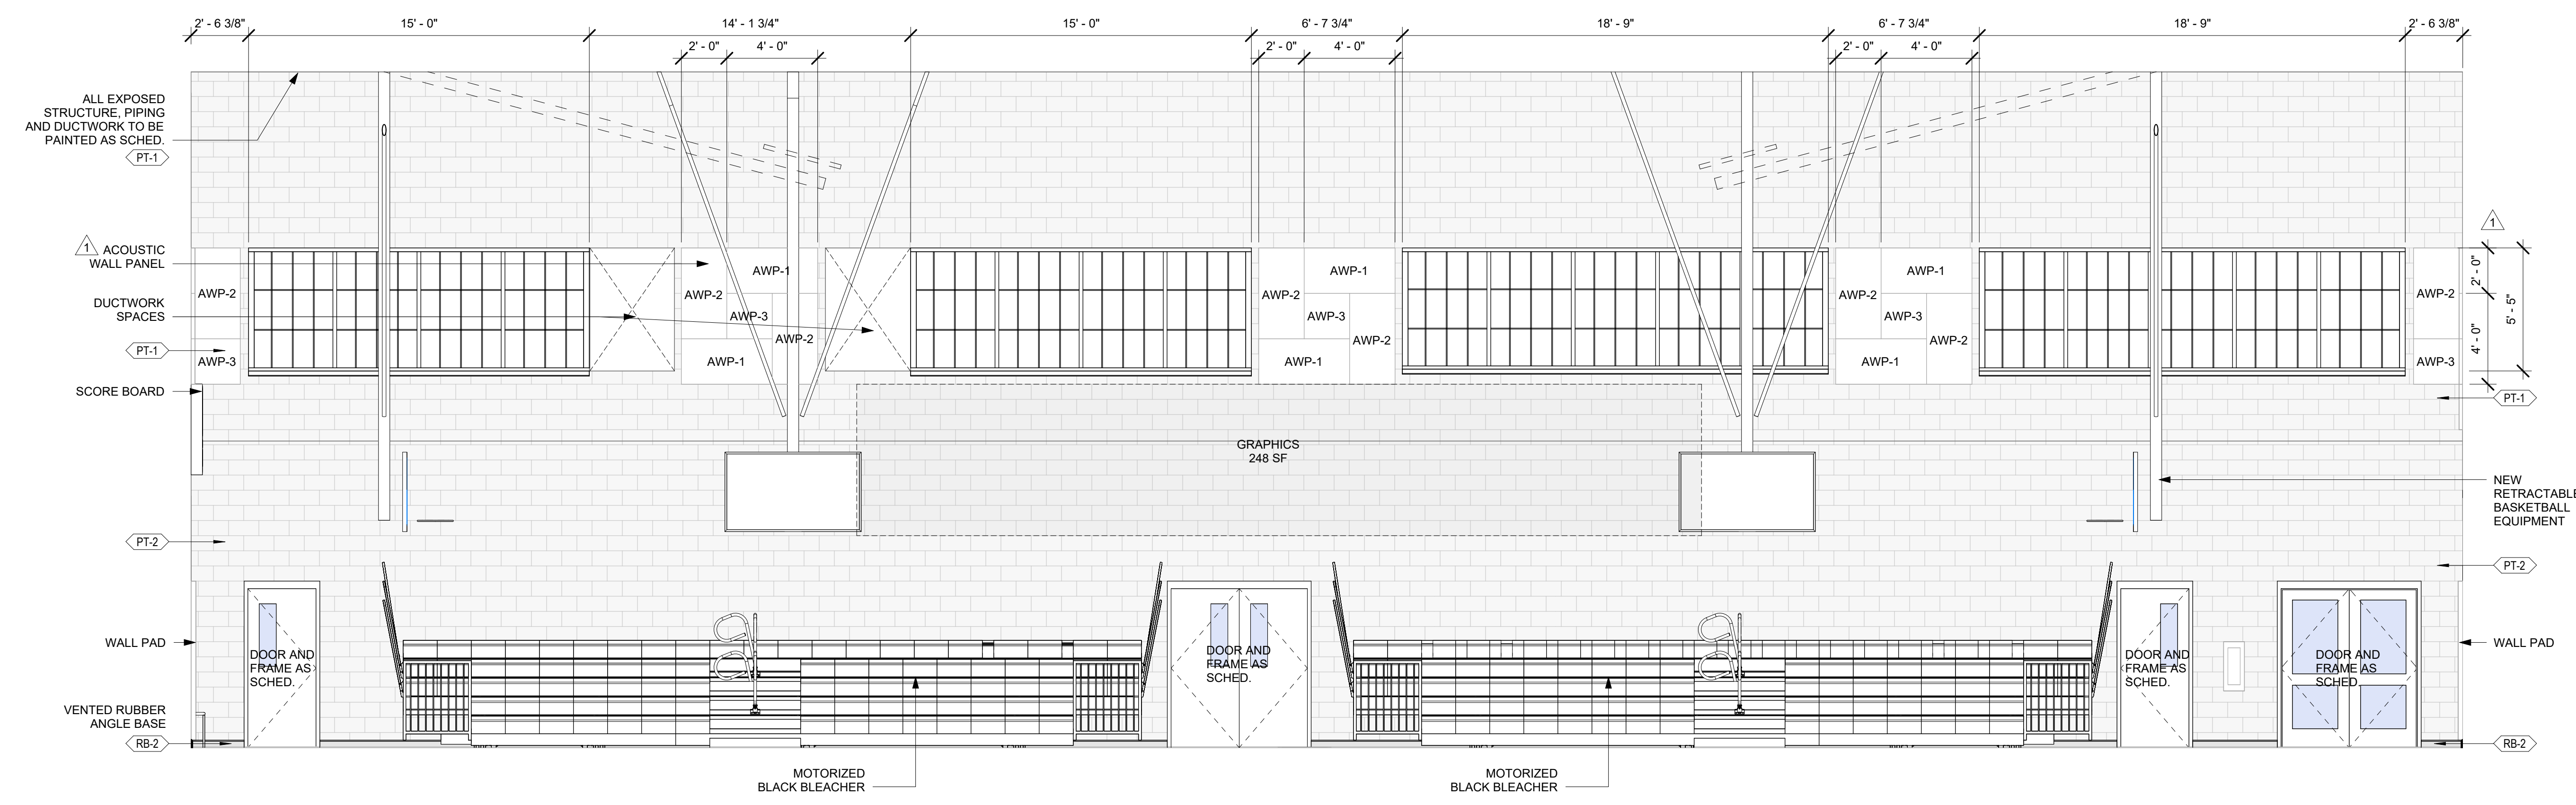 2' - 6 3/8"
15' - 0"
14' - 1 3/4"
15' - 0"
6' - 7 3/4"
18' - 9"
6' - 7 3/4"
18' - 9"
2' - 6 3/8"
2' - 0"
4' - 0"
2' - 0"
4' - 0"
2' - 0"
4' - 0"
ALL EXPOSED
STRUCTURE, PIPING
AND DUCTWORK TO BE
PAINTED AS SCHED.
PT-1
1
ACOUSTIC
WALL PANEL
DUCTWORK
SPACES
PT-1
SCORE BOARD
PT-2
WALL PAD
VENTED RUBBER
ANGLE BASE
RB-2
AWP-2
AWP-3
AWP-1
AWP-2
AWP-3
AWP-2
AWP-1
AWP-1
AWP-2
AWP-3
AWP-2
AWP-1
AWP-1
AWP-2
AWP-3
AWP-2
AWP-1
AWP-2
AWP-3
GRAPHICS
248 SF
DOOR AND
FRAME AS
SCHED.
DOOR AND
FRAME AS
SCHED.
DOOR AND
FRAME AS
SCHED.
DOOR AND
FRAME AS
SCHED.
MOTORIZED
BLACK BLEACHER
MOTORIZED
BLACK BLEACHER
1
2' - 0"
4' - 0"
5' - 5"
PT-1
NEW
RETRACTABLE
BASKETBALL
EQUIPMENT
PT-2
WALL PAD
RB-2